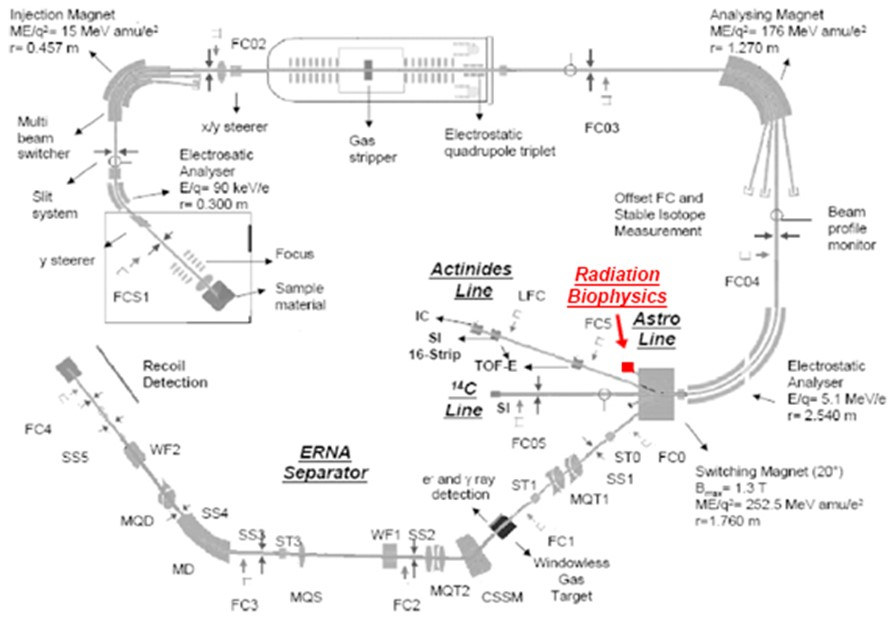 Injection Magnet
ME/q²= 15 MeV amu/e²
r= 0.457 m
FC02
Analysing Magnet
ME/q²= 176 MeV amu/e²
r= 1.270 m
Multi
beam
switcher
x/y steerer
Gas
stripper
Electrostatic
quadrupole triplet
FC03
Electrosatic
Analyser
E/q= 90 keV/e
r= 0.300 m
Slit
system
y steerer
Focus
FCS1
Sample
material
Offset FC and
Stable Isotope
Measurement
Beam
profile
monitor
FC04
Actinides
Line
Radiation
Biophysics
LFC
IC
SI
16-Strip
FC5
Astro
Line
TOF-E
¹⁴C
Line
SI
FC05
Electrostatic
Analyser
E/q= 5.1 MeV/e
r= 2.540 m
Recoil
Detection
FC4
SS5
WF2
MQD
SS4
MD
ERNA
Separator
SS3
ST3
FC3
MQS
WF1
SS2
FC2
MQT2
CSSM
e⁻ and γ ray
detection
ST1
MQT1
SS1
ST0
FC0
FC1
Windowless
Gas
Target
Switching Magnet (20°)
Bmax= 1.3 T
ME/q²= 252.5 MeV amu/e²
r=1.760 m